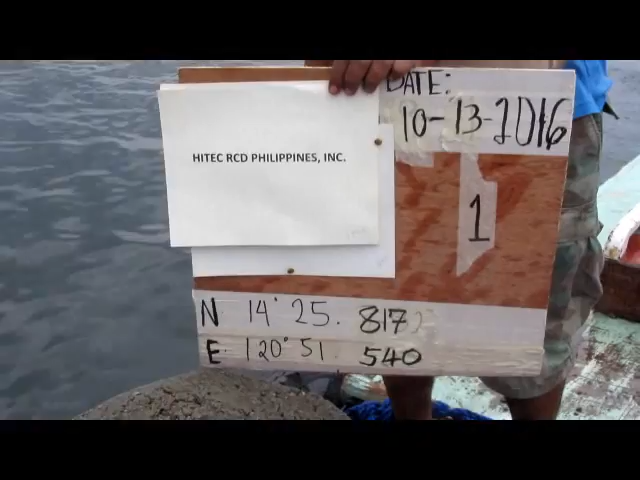 DATE:
10-13-2016
HITEC RCD PHILIPPINES, INC.
1
N 14° 25. 817
E 120° 51 540